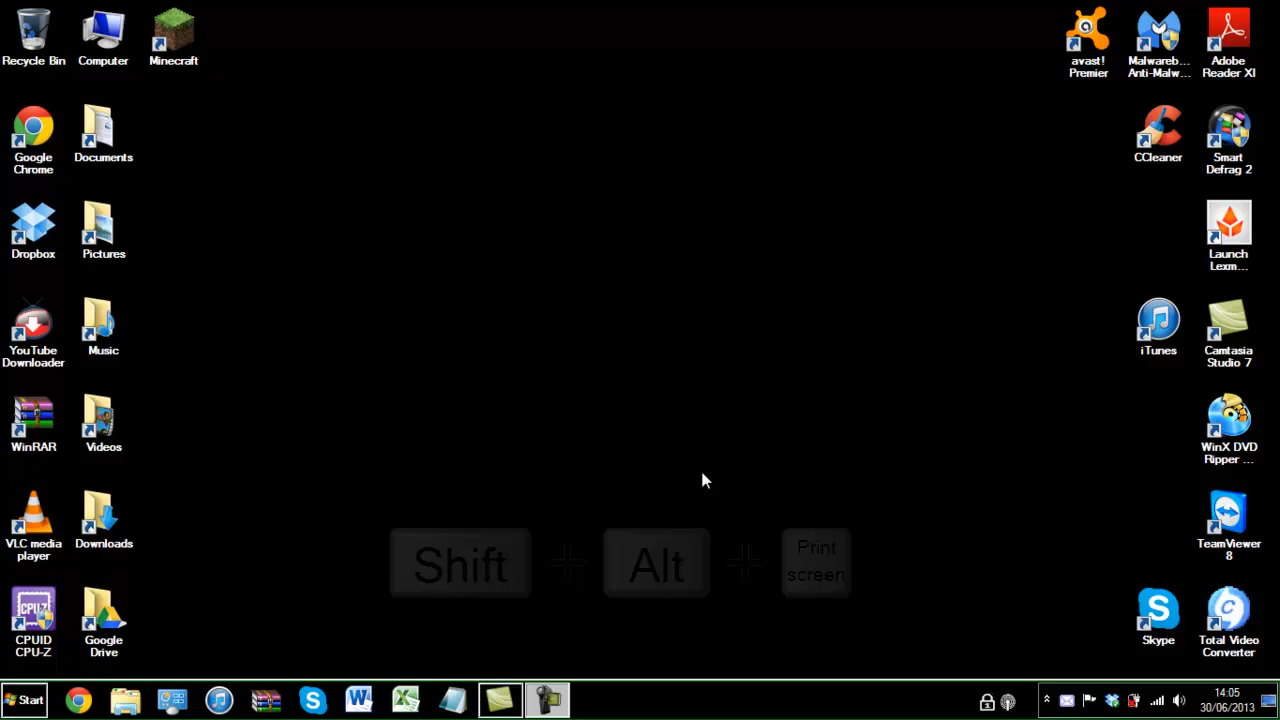 Recycle Bin
Computer
Minecraft
avast!
Premier
Malwareb...
Anti-Malw...
Adobe
Reader XI
Google
Chrome
Documents
CCleaner
Smart
Defrag 2
Dropbox
Pictures
Launch
Lexm...
YouTube
Downloader
Music
iTunes
Camtasia
Studio 7
WinRAR
Videos
WinX DVD
Ripper ...
VLC media
player
Downloads
TeamViewer
8
Shift + Alt + Print
screen
CPU-Z
CPUID
CPU-Z
Google
Drive
Skype
Total Video
Converter
Start
14:05
30/06/2013